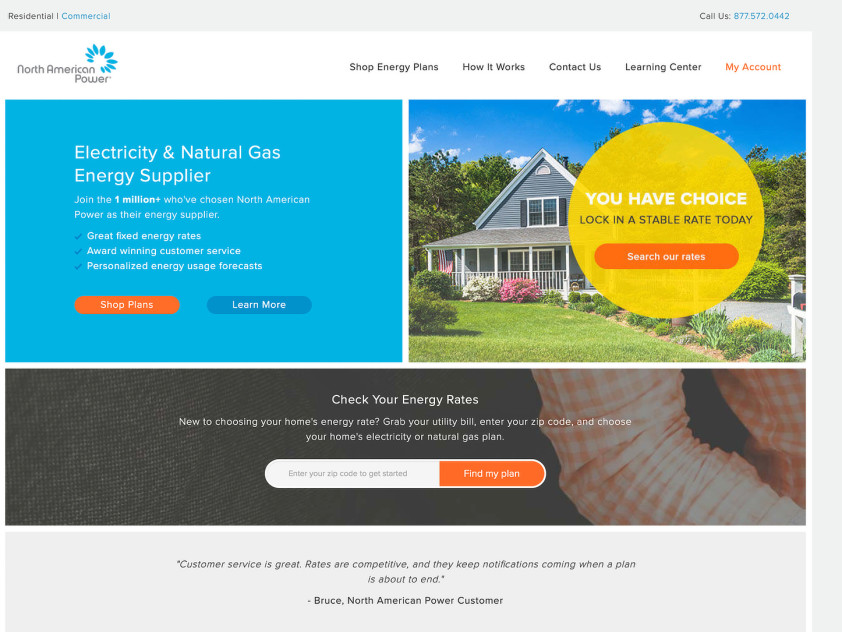 Residential | Commercial
Call Us: 877.572.0442
North American
Power
Shop Energy Plans
How It Works
Contact Us
Learning Center
My Account
Electricity & Natural Gas
Energy Supplier
Join the 1 million+ who've chosen North American
Power as their energy supplier.
Great fixed energy rates
Award winning customer service
Personalized energy usage forecasts
Shop Plans
Learn More
YOU HAVE CHOICE
LOCK IN A STABLE RATE TODAY
Search our rates
Check Your Energy Rates
New to choosing your home's energy rate? Grab your utility bill, enter your zip code, and choose
your home's electricity or natural gas plan.
Enter your zip code to get started
Find my plan
"Customer service is great. Rates are competitive, and they keep notifications coming when a plan
is about to end."
- Bruce, North American Power Customer